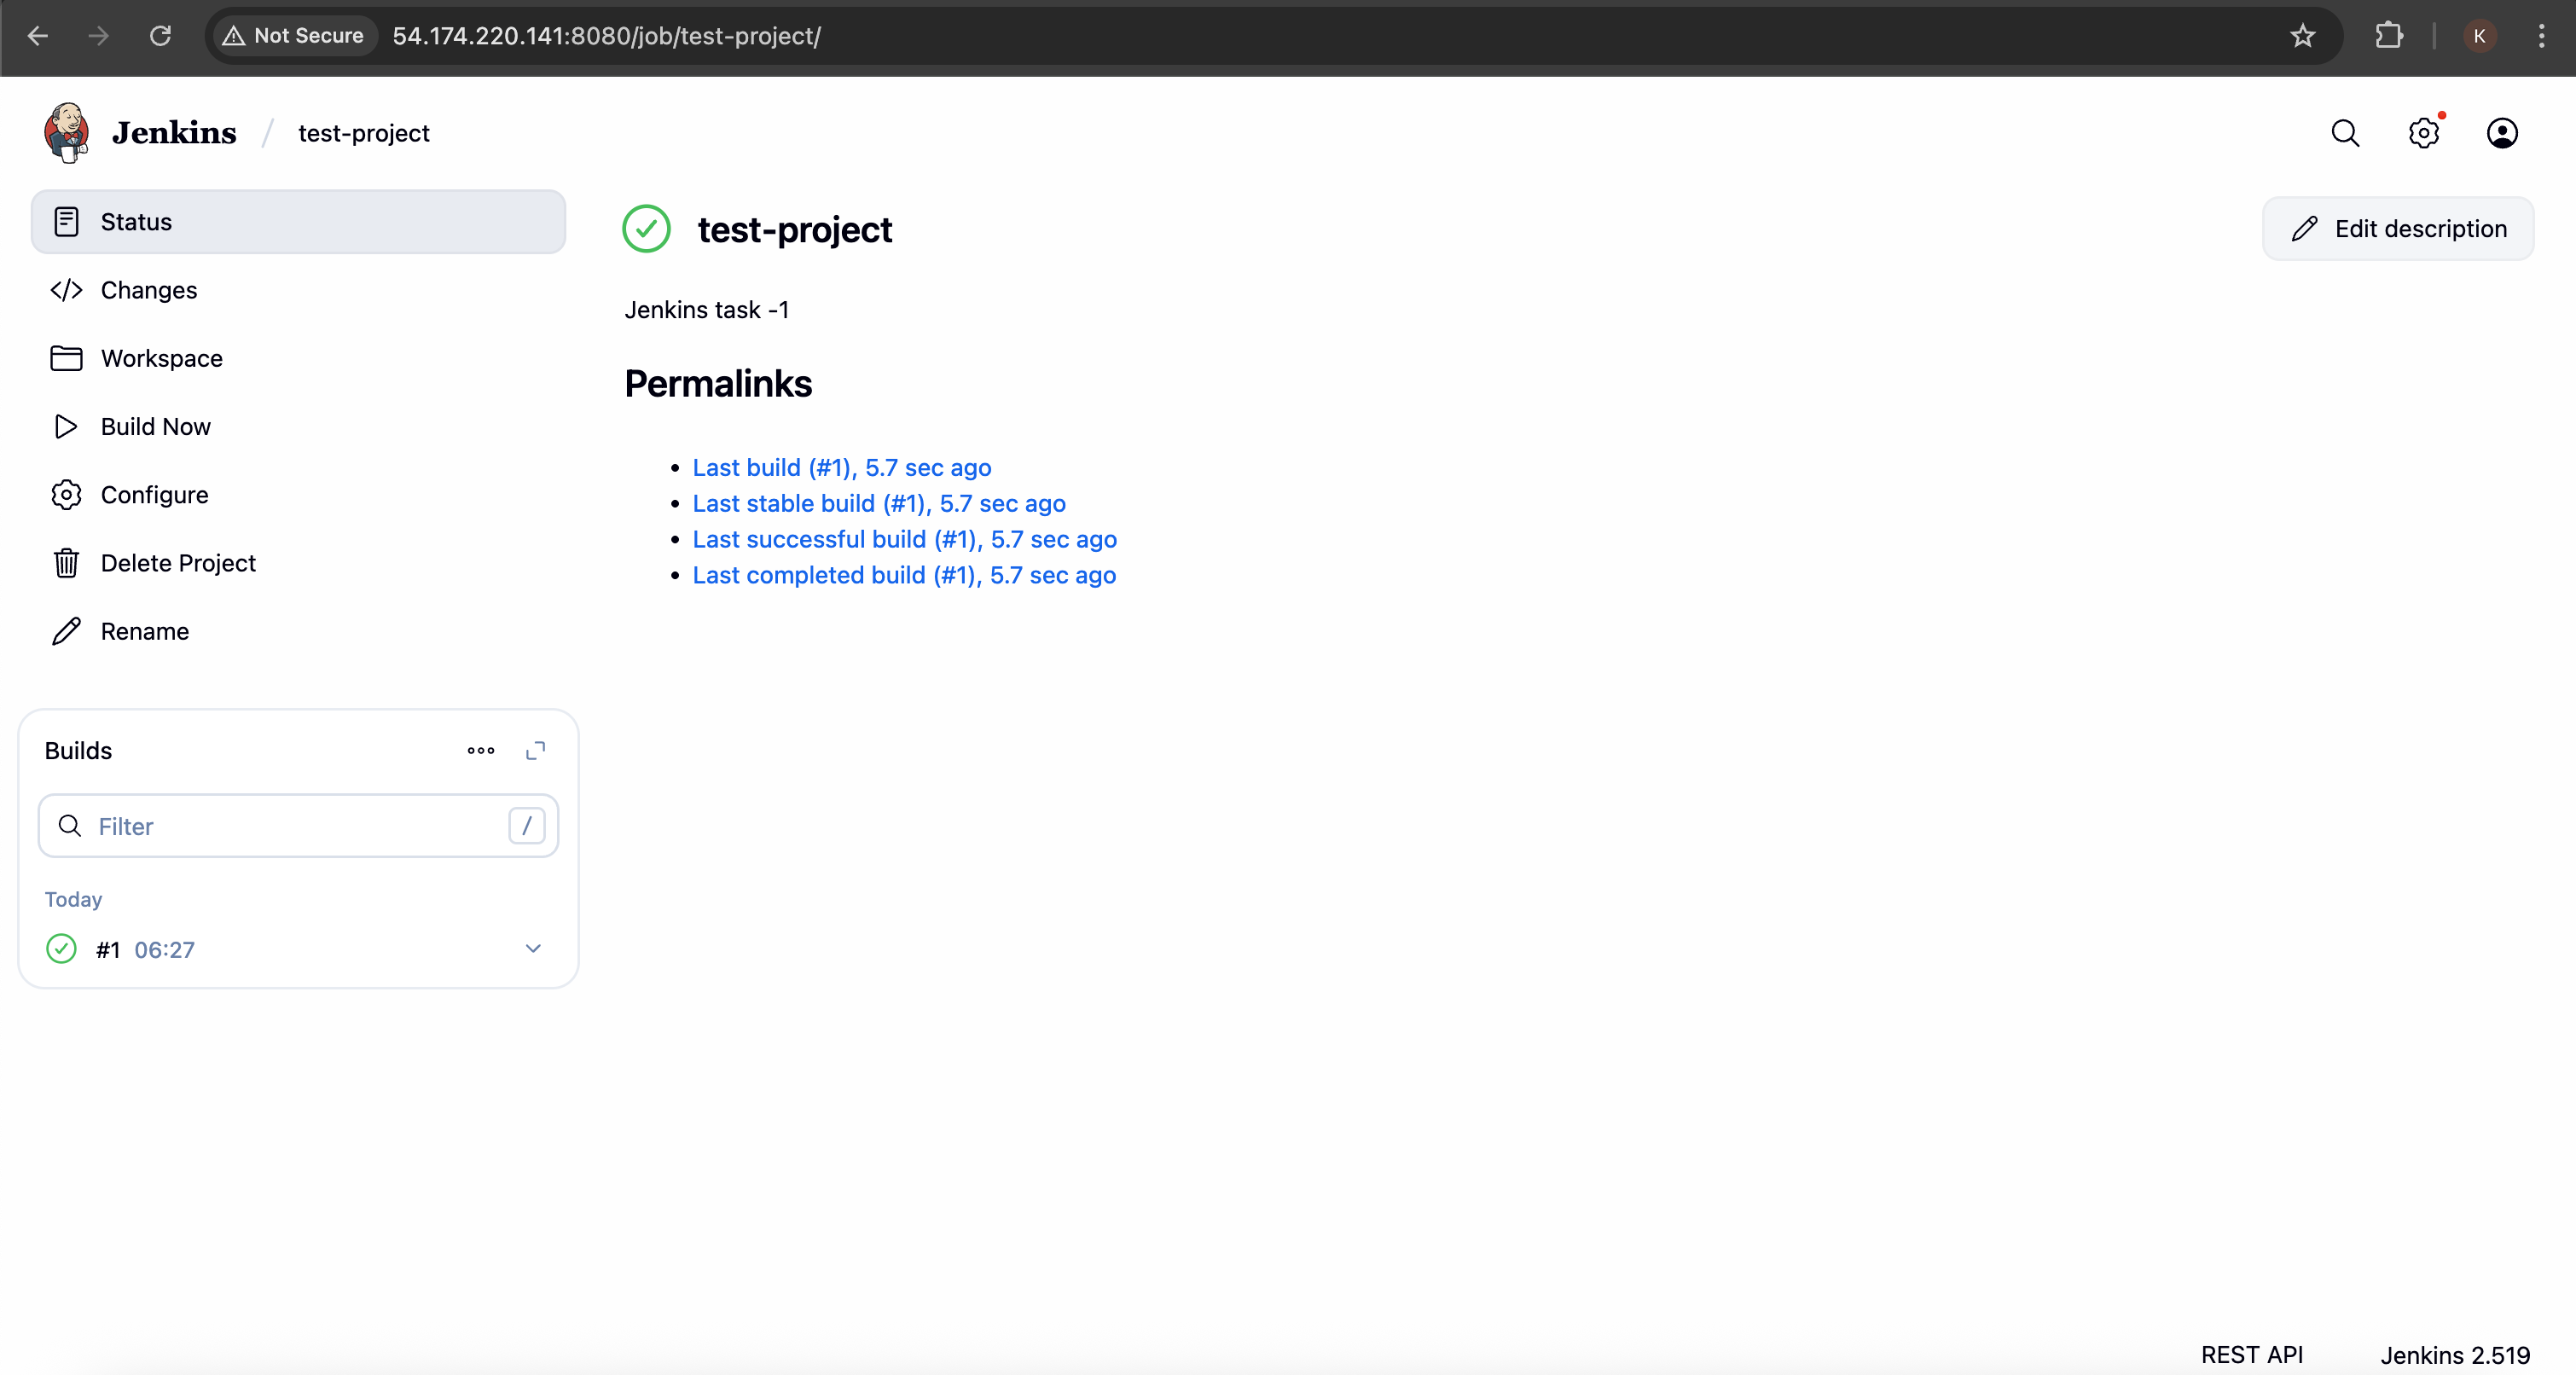 Not Secure 54.174.220.141:8080/job/test-project/ K
Jenkins / test-project
Status
Changes
Workspace
Build Now
Configure
Delete Project
Rename
Builds
Filter /
Today
#1 06:27
test-project
Edit description
Jenkins task -1
Permalinks
• Last build (#1), 5.7 sec ago
• Last stable build (#1), 5.7 sec ago
• Last successful build (#1), 5.7 sec ago
• Last completed build (#1), 5.7 sec ago
REST API Jenkins 2.519